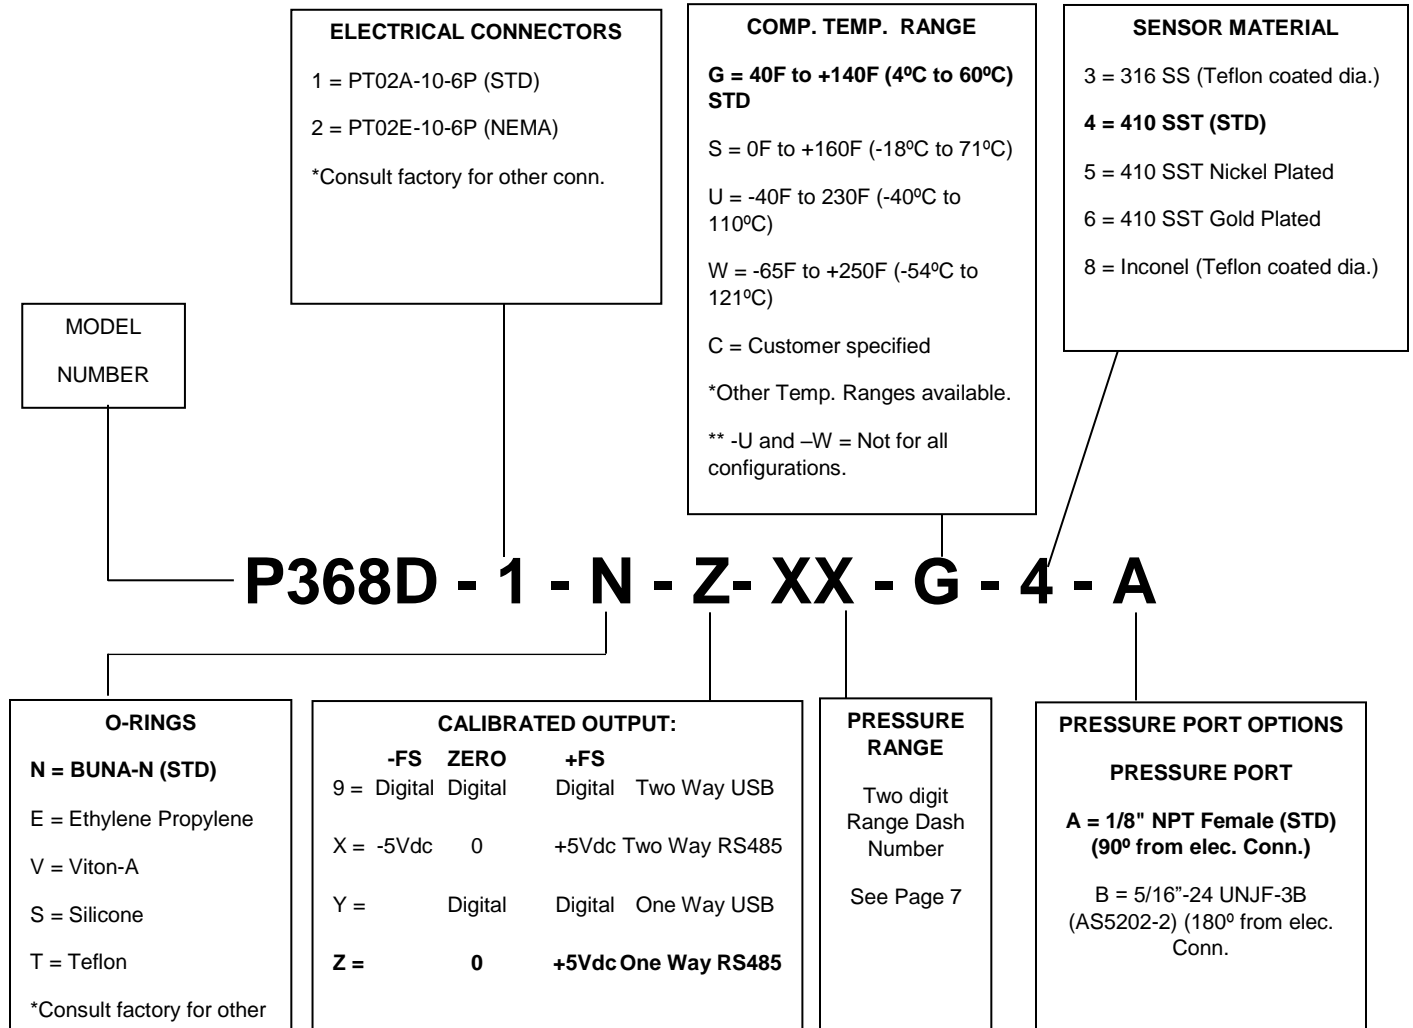 ELECTRICAL CONNECTORS
1 = PT02A-10-6P (STD)
2 = PT02E-10-6P (NEMA)
*Consult factory for other conn.
COMP. TEMP. RANGE
G = 40F to +140F (4ºC to 60ºC)
STD
S = 0F to +160F (-18ºC to 71ºC)
U = -40F to 230F (-40ºC to
110ºC)
W = -65F to +250F (-54ºC to
121ºC)
C = Customer specified
*Other Temp. Ranges available.
** -U and –W = Not for all
configurations.
SENSOR MATERIAL
3 = 316 SS (Teflon coated dia.)
4 = 410 SST (STD)
5 = 410 SST Nickel Plated
6 = 410 SST Gold Plated
8 = Inconel (Teflon coated dia.)
MODEL
NUMBER
P368D - 1 - N - Z- XX - G - 4 - A
O-RINGS
N = BUNA-N (STD)
E = Ethylene Propylene
V = Viton-A
S = Silicone
T = Teflon
*Consult factory for other
CALIBRATED OUTPUT:
-FS ZERO +FS
9 = Digital Digital Digital Two Way USB
X = -5Vdc 0 +5Vdc Two Way RS485
Y = Digital Digital One Way USB
Z = 0 +5Vdc One Way RS485
PRESSURE
RANGE
Two digit
Range Dash
Number
See Page 7
PRESSURE PORT OPTIONS
PRESSURE PORT
A = 1/8" NPT Female (STD)
(90º from elec. Conn.)
B = 5/16”-24 UNJF-3B
(AS5202-2) (180º from elec.
Conn.